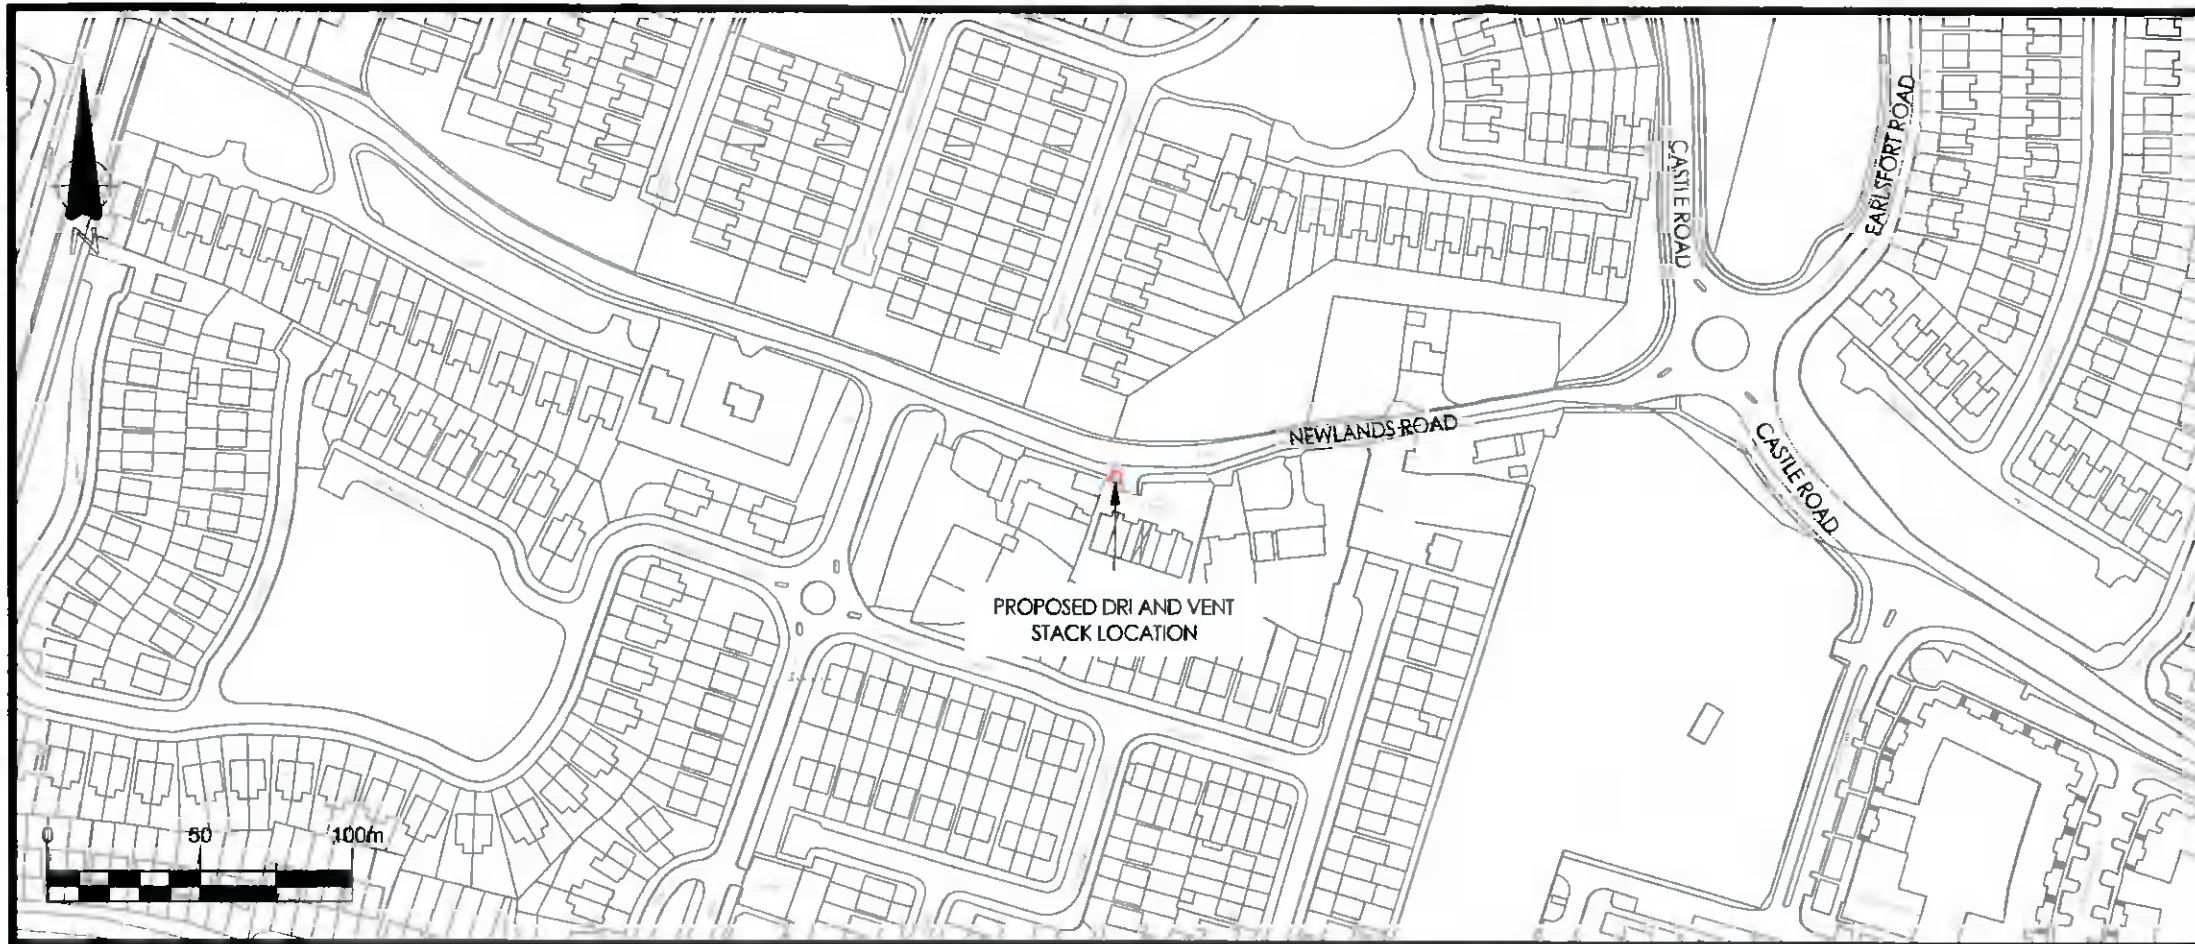 CASTLE ROAD
EARLSFORT ROAD
N
NEWLANDS ROAD
CASTLE ROAD
PROPOSED DRI AND VENT
STACK LOCATION
0 50 100m